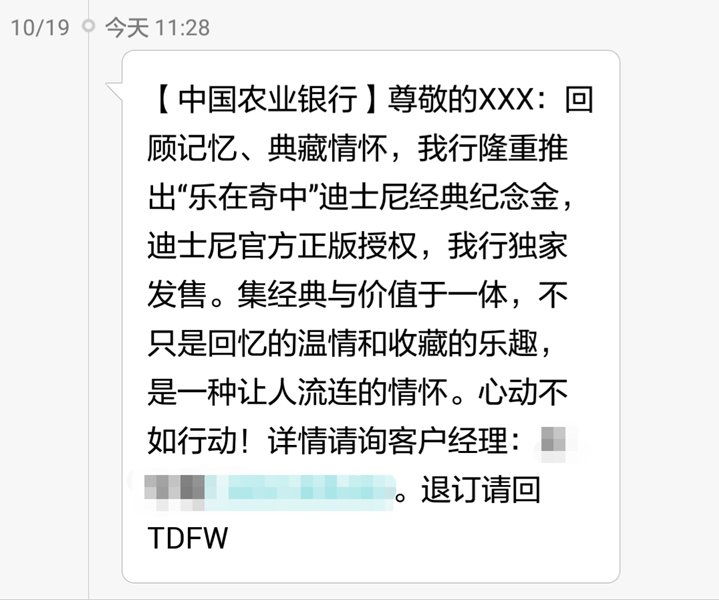 10/19 今天 11:28
【中国农业银行】尊敬的XXX：回
顾记忆、典藏情怀，我行隆重推
出“乐在奇中”迪士尼经典纪念金，
迪士尼官方正版授权，我行独家
发售。集经典与价值于一体，不
只是回忆的温情和收藏的乐趣，
是一种让人流连的情怀。心动不
如行动！详情请询客户经理：
。退订请回
TDFW